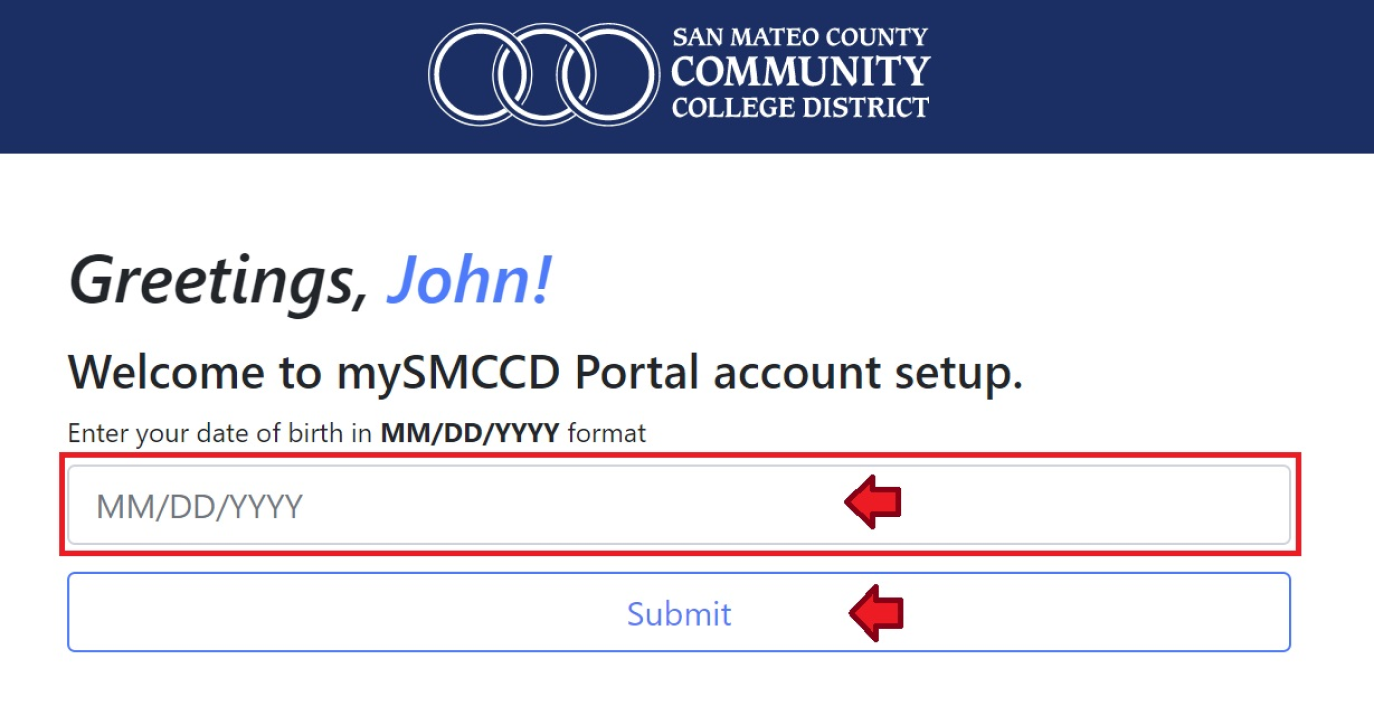 SAN MATEO COUNTY
COMMUNITY
COLLEGE DISTRICT
Greetings, John!
Welcome to mySMCCD Portal account setup.
Enter your date of birth in MM/DD/YYYY format
MM/DD/YYYY
Submit